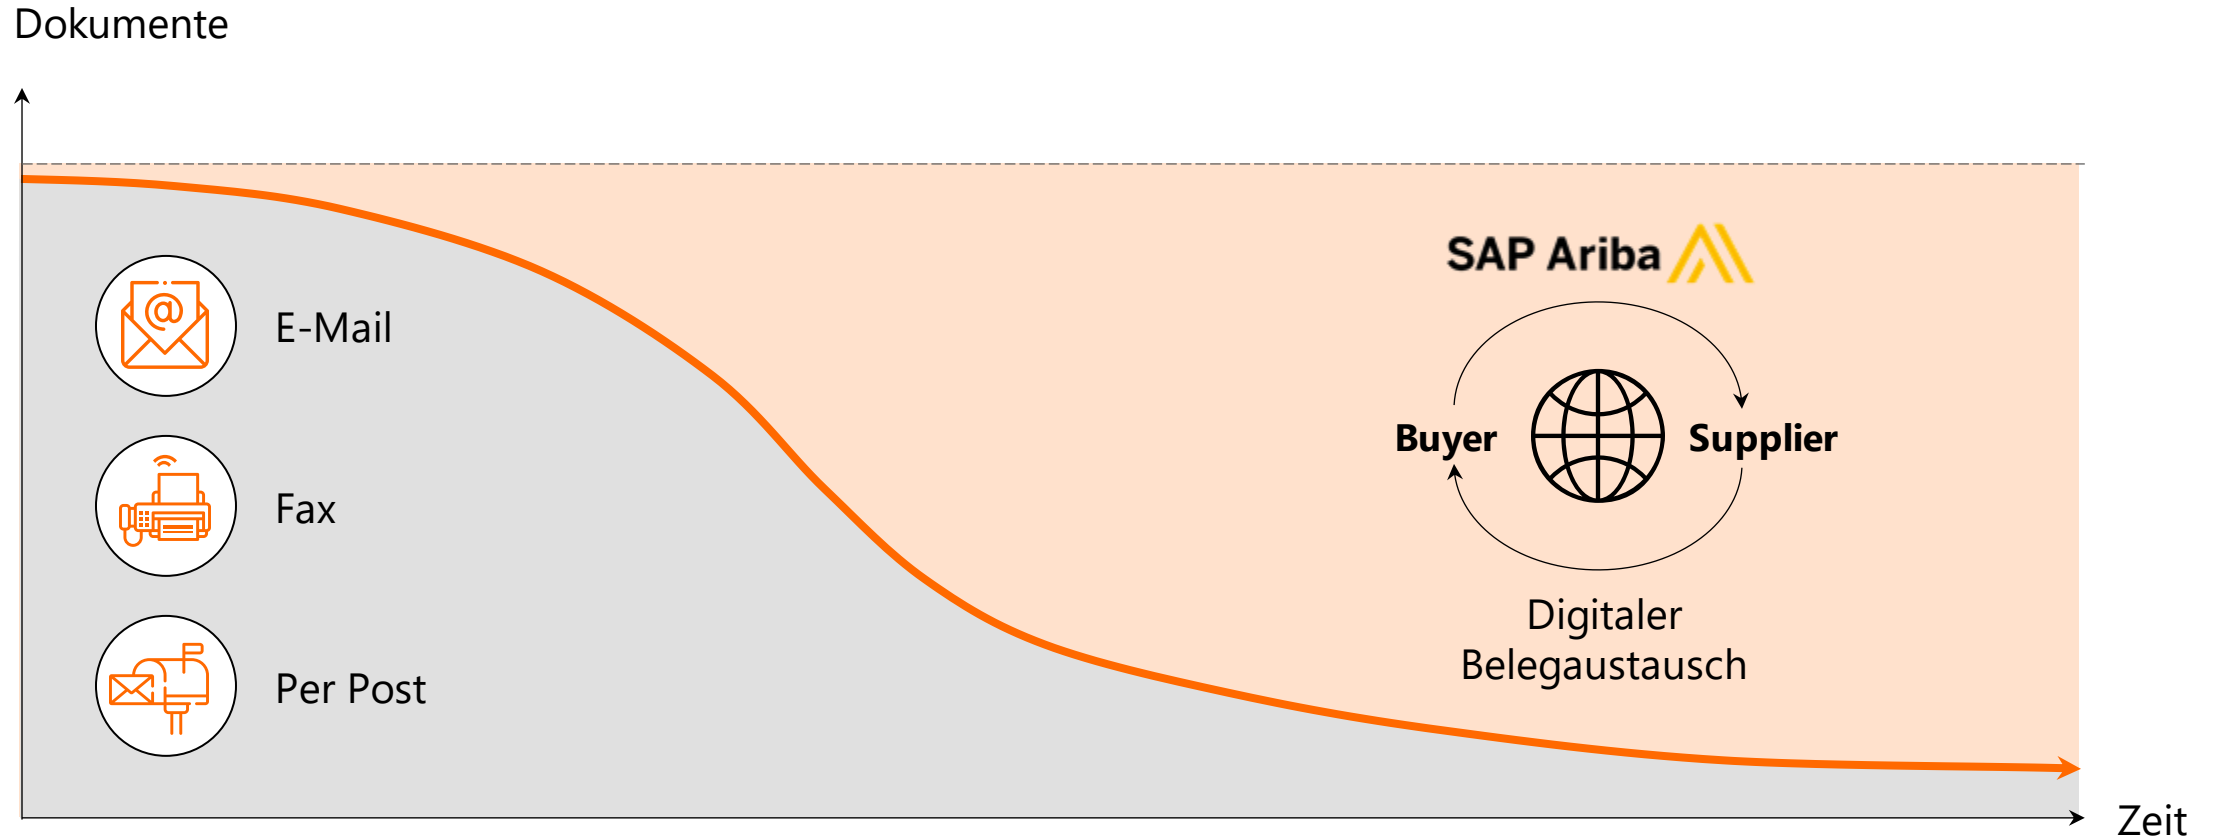 Dokumente
E-Mail
Fax
Per Post
SAP Ariba
Buyer
Supplier
Digitaler
Belegaustausch
Zeit